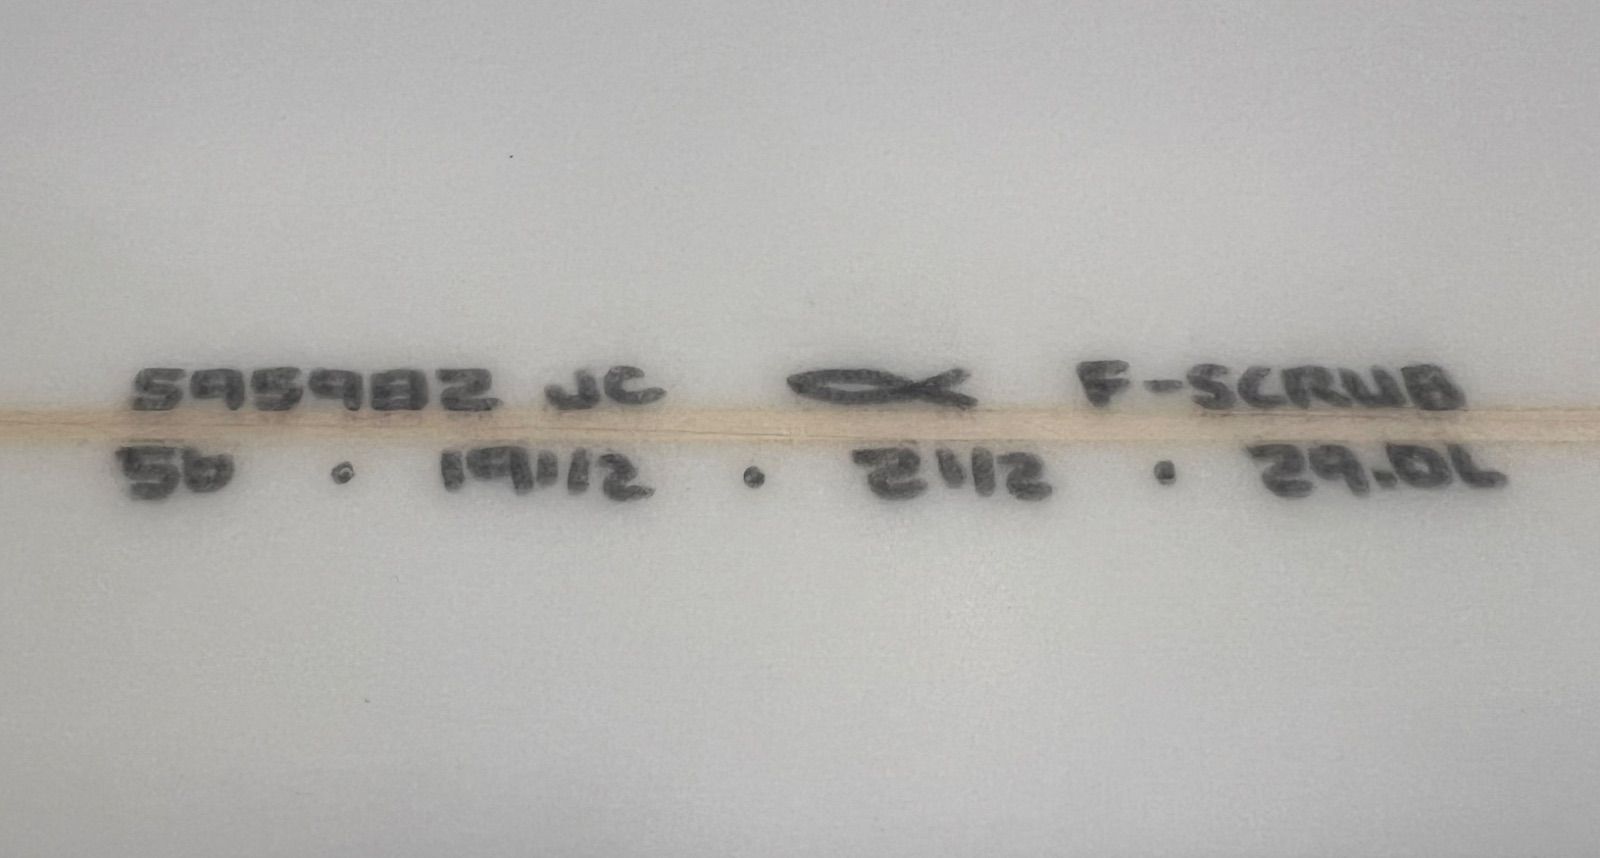 595982 JC F-SCRUB
56 • 19 1/2 • 2 1/2 • 29.0L